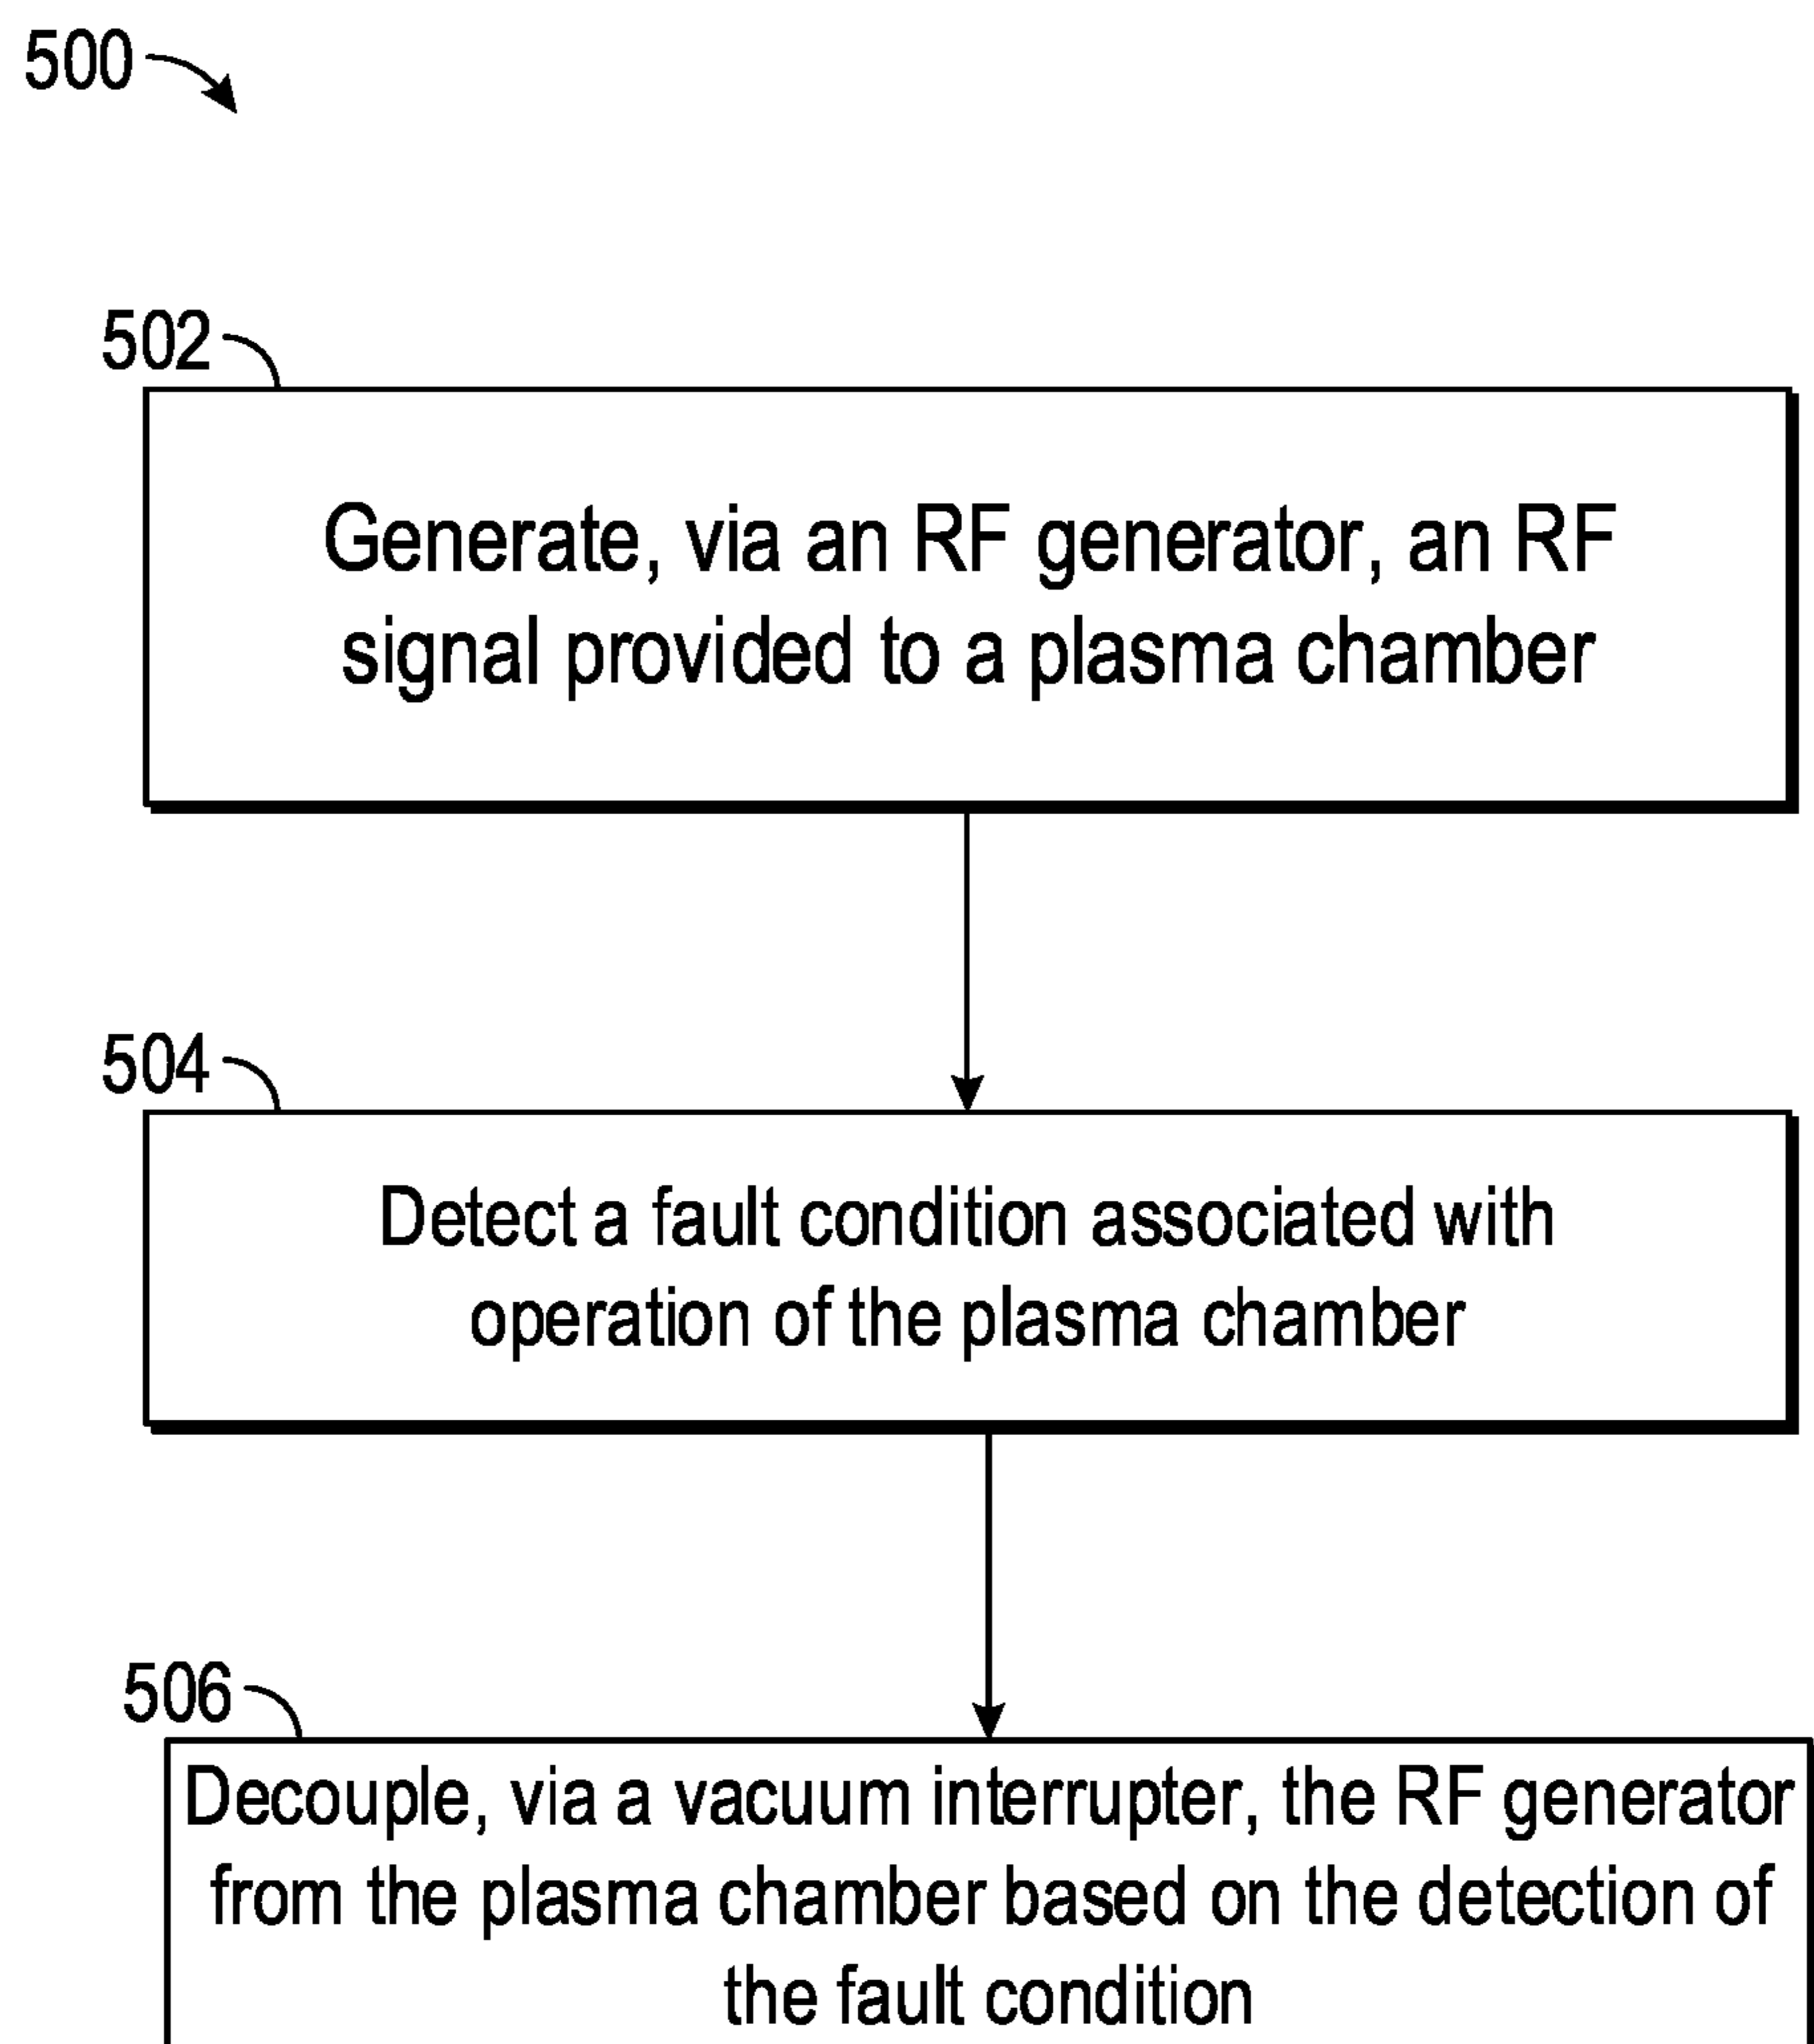 500
502
Generate, via an RF generator, an RF
signal provided to a plasma chamber
504
Detect a fault condition associated with
operation of the plasma chamber
506
Decouple, via a vacuum interrupter, the RF generator
from the plasma chamber based on the detection of
the fault condition